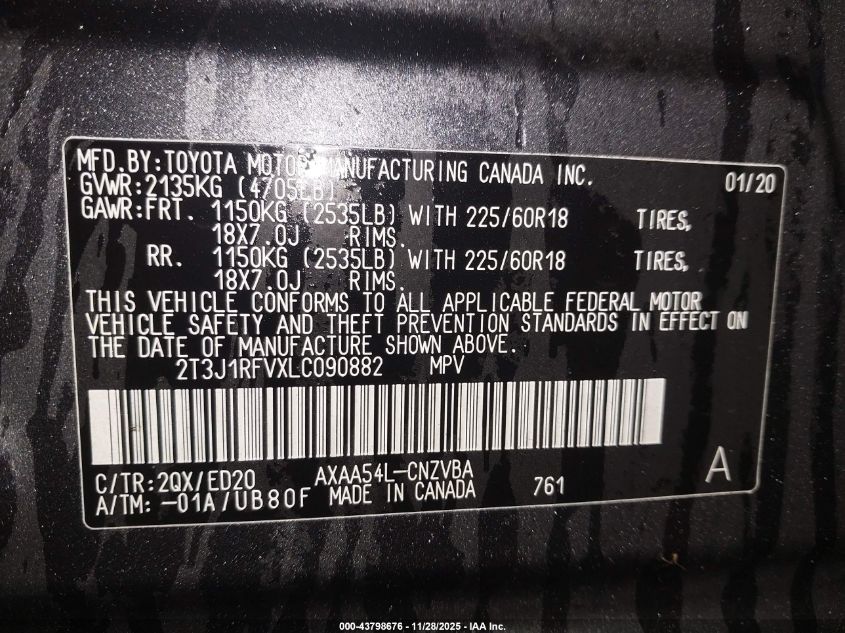 MFD.BY:TOYOTA MOTOR MANUFACTURING CANADA INC. 01/20
GVWR:2135KG (4705LB)
GAWR:FRT. 1150KG (2535LB) WITH 225/60R18 TIRES,
18X7.0J RIMS.
RR. 1150KG (2535LB) WITH 225/60R18 TIRES,
18X7.0J RIMS.
THIS VEHICLE CONFORMS TO ALL APPLICABLE FEDERAL MOTOR
VEHICLE SAFETY AND THEFT PREVENTION STANDARDS IN EFFECT ON
THE DATE OF MANUFACTURE SHOWN ABOVE.
2T3J1RFVXLC090882 MPV
C/TR:2QX/ED20 AXAA54L-CNZVBA A
A/TM:-01A/UB80F MADE IN CANADA 761
000-43798676 - 11/28/2025 - IAA Inc.